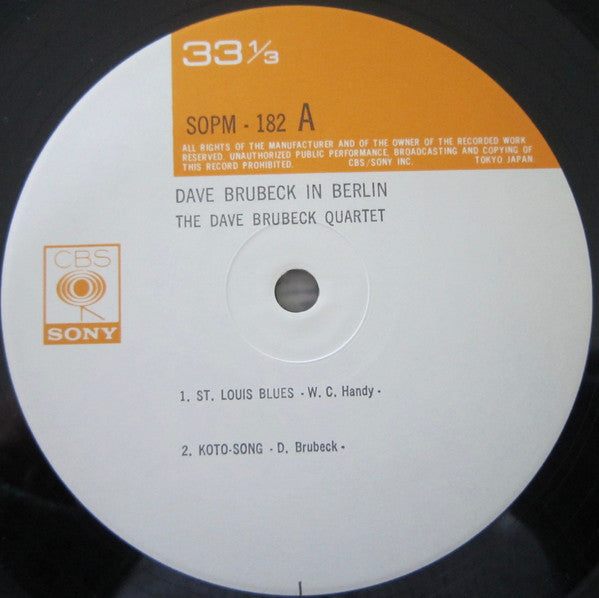 33 1/3
SOPM - 182 A
ALL RIGHTS OF THE MANUFACTURER AND OF THE OWNER OF THE RECORDED WORK
RESERVED. UNAUTHORIZED PUBLIC PERFORMANCE, BROADCASTING AND COPYING OF
THIS RECORD PROHIBITED. CBS/SONY INC. TOKYO JAPAN.
DAVE BRUBECK IN BERLIN
THE DAVE BRUBECK QUARTET
CBS
SONY
1. ST. LOUIS BLUES - W. C. Handy -
2. KOTO-SONG - D. Brubeck -